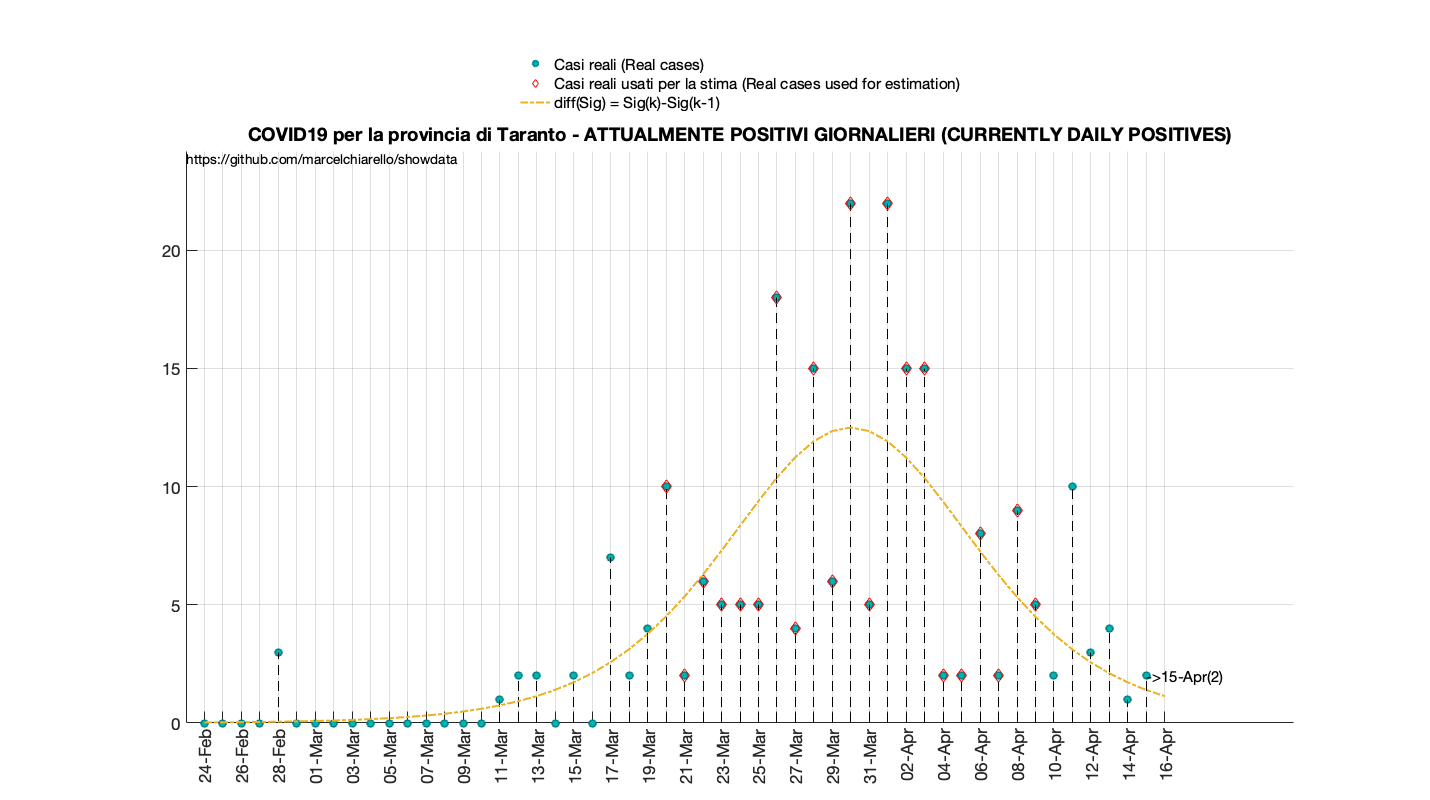 Casi reali (Real cases)
Casi reali usati per la stima (Real cases used for estimation)
diff(Sig) = Sig(k)-Sig(k-1)
COVID19 per la provincia di Taranto - ATTUALMENTE POSITIVI GIORNALIERI (CURRENTLY DAILY POSITIVES)
https://github.com/marcelchiarello/showdata
20
15
10
5
0
->15-Apr(2)
24-Feb
26-Feb
28-Feb
01-Mar
03-Mar
05-Mar
07-Mar
09-Mar
11-Mar
13-Mar
15-Mar
17-Mar
19-Mar
21-Mar
23-Mar
25-Mar
27-Mar
29-Mar
31-Mar
02-Apr
04-Apr
06-Apr
08-Apr
10-Apr
12-Apr
14-Apr
16-Apr